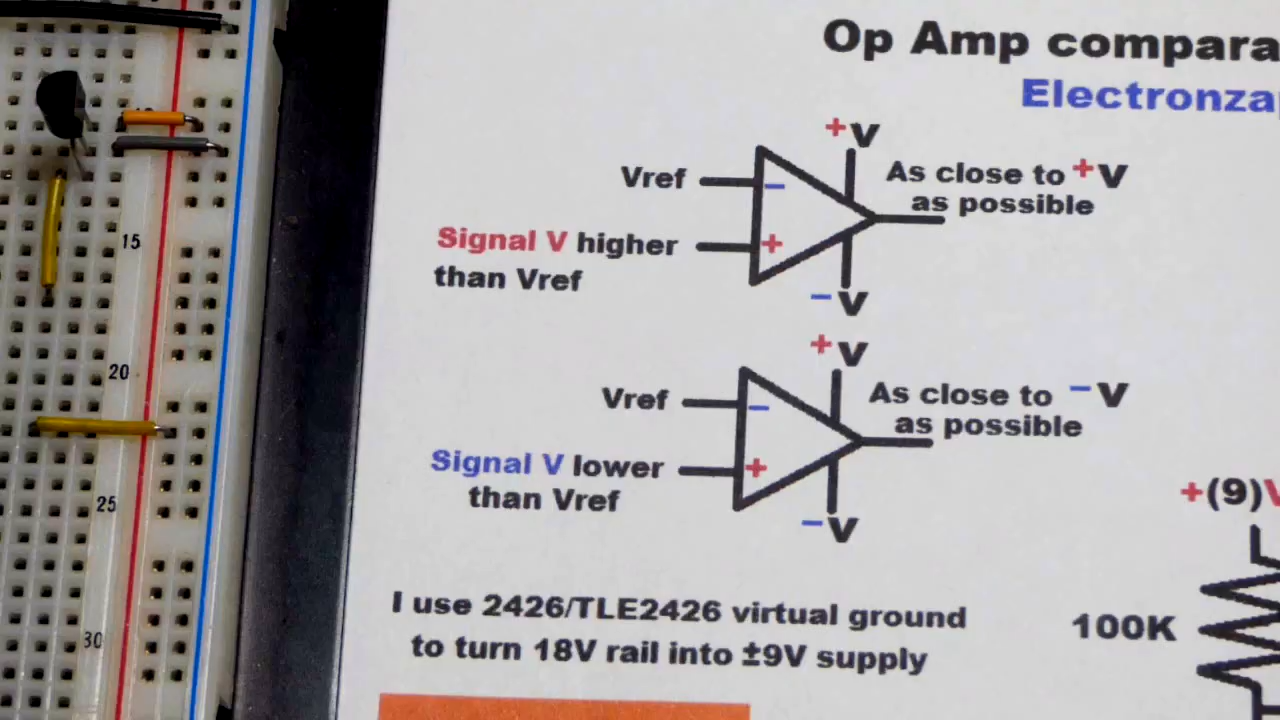 Op Amp compara
Electronza
+V
Vref
−
As close to +V
as possible
Signal V higher
than Vref
+
−V
+V
Vref
−
As close to −V
as possible
Signal V lower
than Vref
+
−V
+(9)V
100K
I use 2426/TLE2426 virtual ground
to turn 18V rail into ±9V supply
15
20
25
30